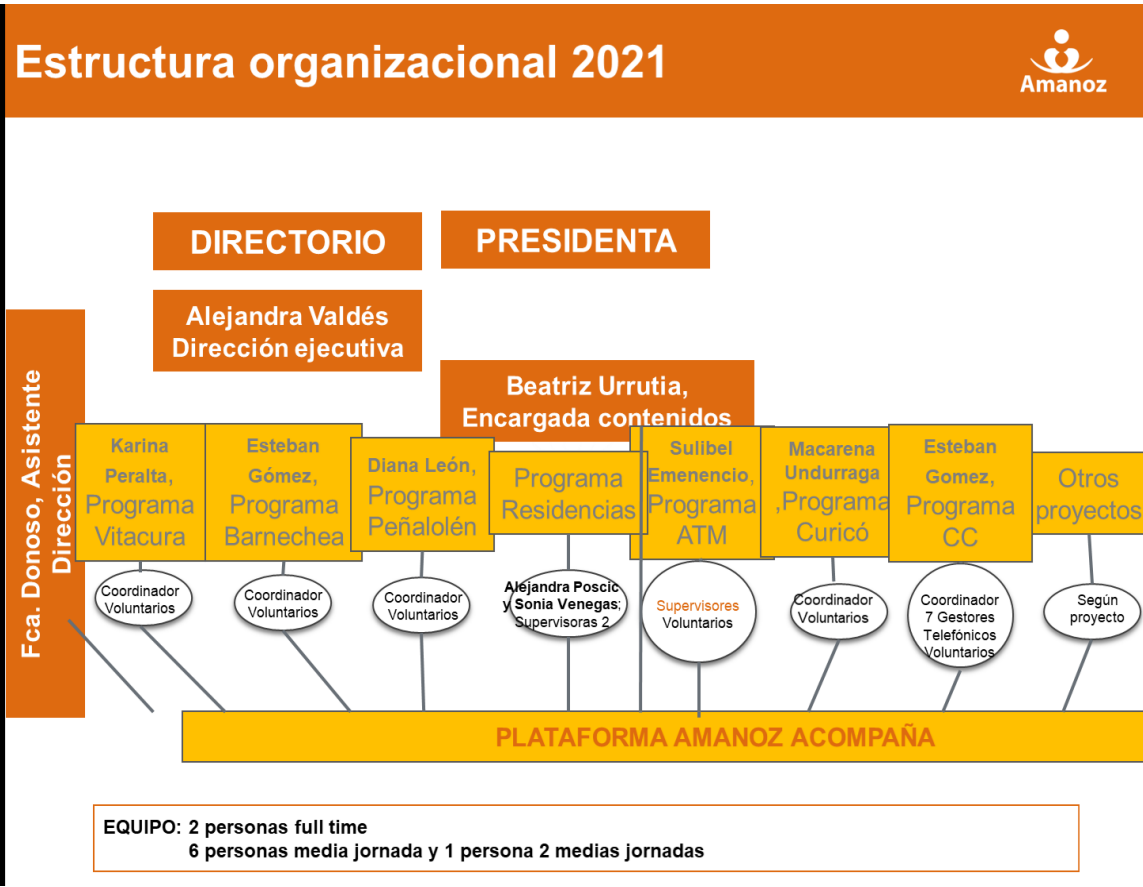 Estructura organizacional 2021
Amanoz
DIRECTORIO
PRESIDENTA
Alejandra Valdés
Dirección ejecutiva
Beatriz Urrutia,
Encargada contenidos
Fca. Donoso, Asistente
Dirección
Karina
Peralta,
Programa
Vitacura
Esteban
Gómez,
Programa
Barnechea
Diana León,
Programa
Peñalolén
Programa
Residencias
Sulibel
Emenencio,
Programa
ATM
Macarena
Undurraga
,Programa
Curicó
Esteban
Gomez,
Programa
CC
Otros
proyectos
Coordinador
Voluntarios
Coordinador
Voluntarios
Coordinador
Voluntarios
Alejandra Poscic
y Sonia Venegas;
Supervisoras 2
Supervisores
Voluntarios
Coordinador
Voluntarios
Coordinador
7 Gestores
Telefónicos
Voluntarios
Según
proyecto
PLATAFORMA AMANOZ ACOMPAÑA
EQUIPO: 2 personas full time
6 personas media jornada y 1 persona 2 medias jornadas